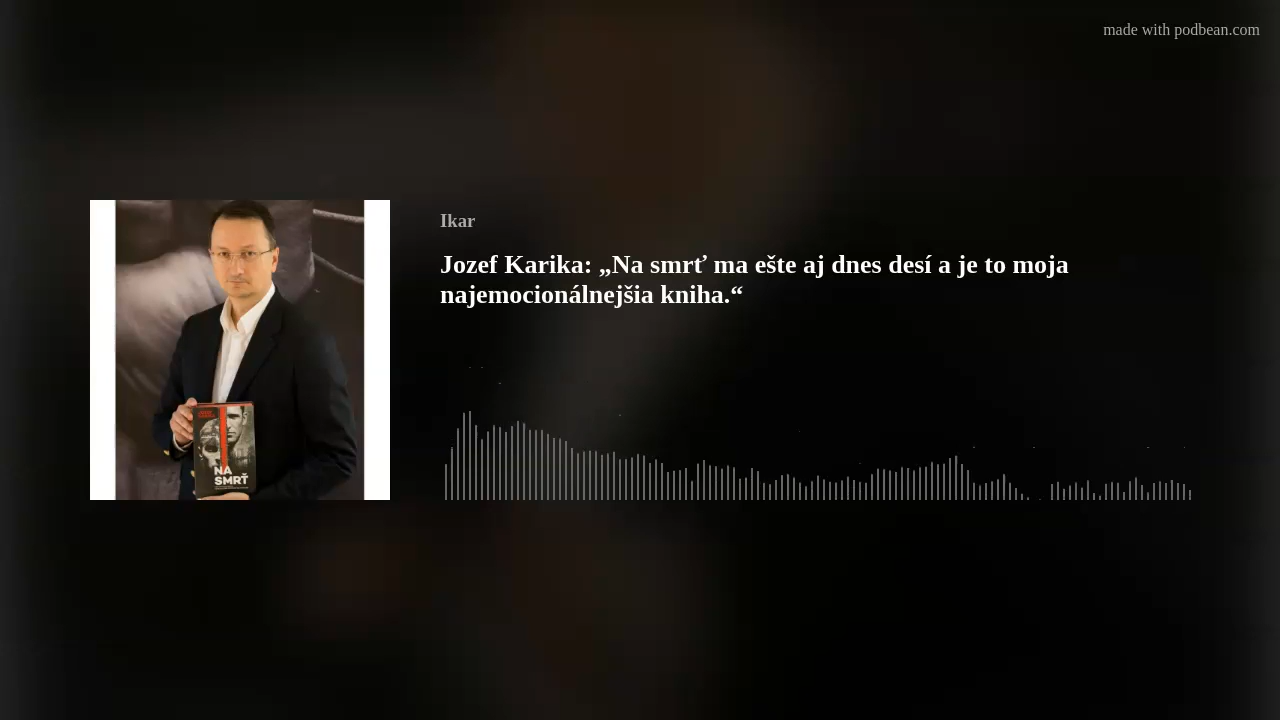 made with podbean.com
Ikar
Jozef Karika: „Na smrť ma ešte aj dnes desí a je to moja
najemocionálnejšia kniha.“
NA
SMRŤ